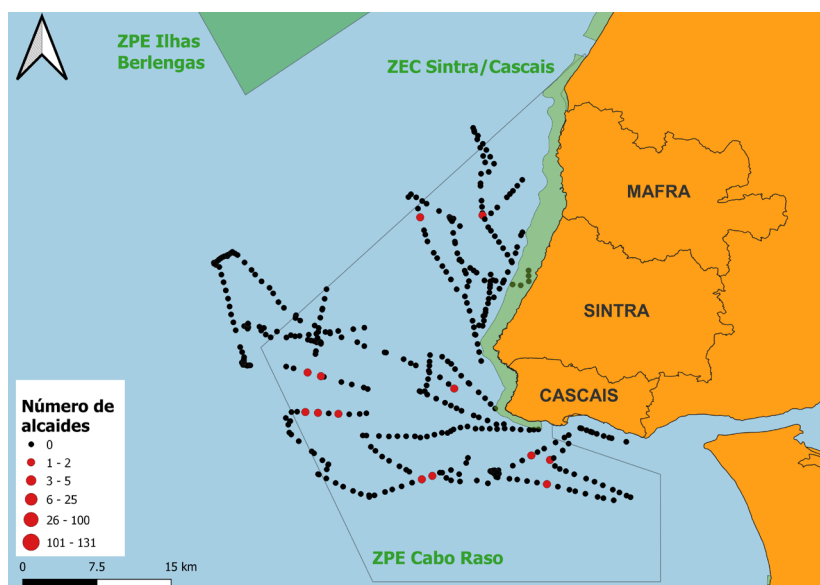 ZPE Ilhas
Berlengas
ZEC Sintra/Cascais
MAFRA
SINTRA
CASCAIS
Número de
alcaides
0
1 - 2
3 - 5
6 - 25
26 - 100
101 - 131
0 7.5 15 km
ZPE Cabo Raso